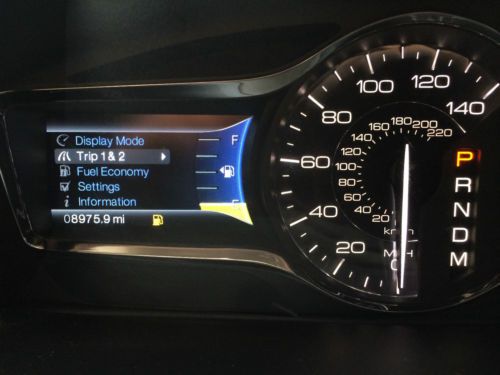 Display Mode
Trip 1 & 2
Fuel Economy
Settings
Information
08975.9 mi
F
E
20
40
60
80
100
120
140
20
40
60
80
100
120
140
160
180
200
220
km/h
MPH
P
R
N
D
M